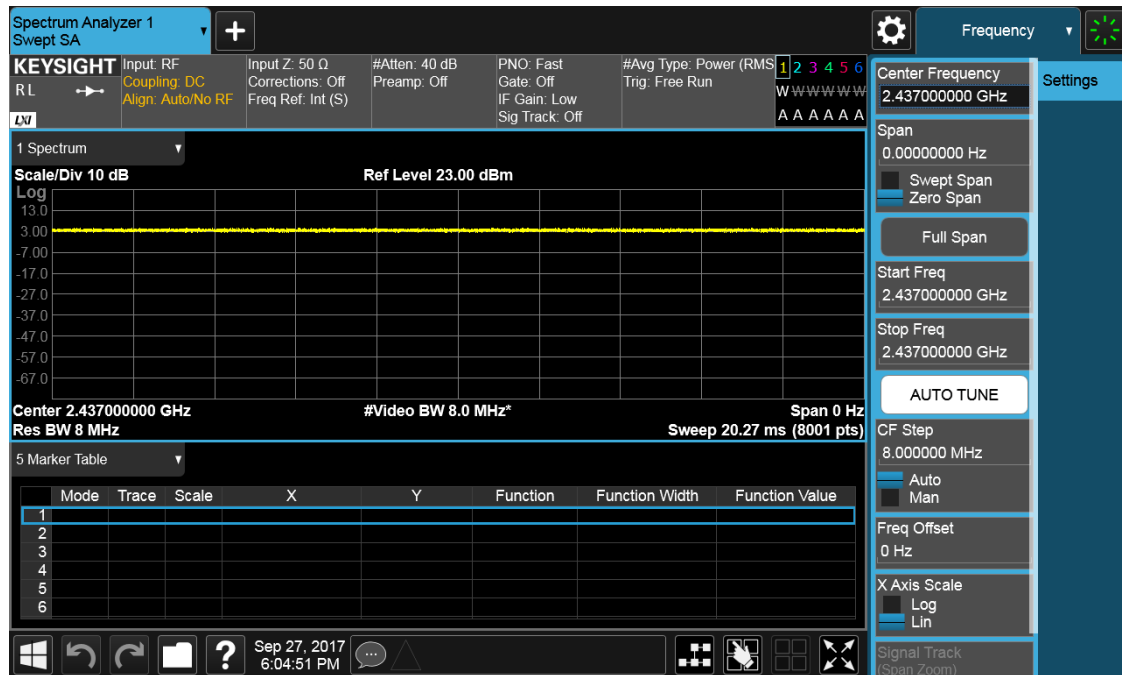 Spectrum Analyzer 1
Swept SA
+
Frequency
KEYSIGHT
R L
LXI
Input: RF
Coupling: DC
Align: Auto/No RF
Input Z: 50 Ω
Corrections: Off
Freq Ref: Int (S)
#Atten: 40 dB
Preamp: Off
PNO: Fast
Gate: Off
IF Gain: Low
Sig Track: Off
#Avg Type: Power (RMS
Trig: Free Run
1 2 3 4 5 6
W W W W W W
A A A A A A
1 Spectrum
Scale/Div 10 dB
Ref Level 23.00 dBm
Log
13.0
3.00
-7.00
-17.0
-27.0
-37.0
-47.0
-57.0
-67.0
Center 2.437000000 GHz
#Video BW 8.0 MHz*
Span 0 Hz
Res BW 8 MHz
Sweep 20.27 ms (8001 pts)
5 Marker Table
Mode Trace Scale X Y Function Function Width Function Value
1
2
3
4
5
6
Sep 27, 2017
6:04:51 PM
?
Center Frequency
2.437000000 GHz
Settings
Span
0.00000000 Hz
Swept Span
Zero Span
Full Span
Start Freq
2.437000000 GHz
Stop Freq
2.437000000 GHz
AUTO TUNE
CF Step
8.000000 MHz
Auto
Man
Freq Offset
0 Hz
X Axis Scale
Log
Lin
Signal Track
(Span Zoom)